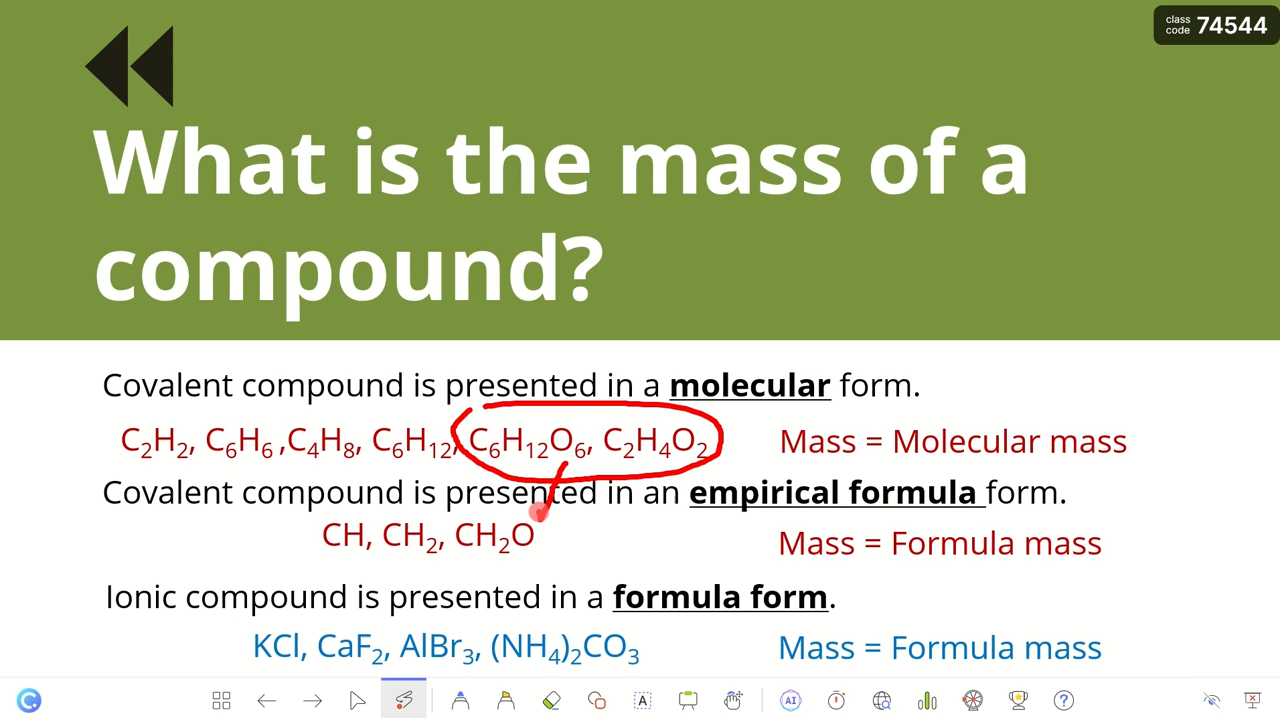 class code 74544
What is the mass of a
compound?
Covalent compound is presented in a molecular form.
C₂H₂, C₆H₆ ,C₄H₈, C₆H₁₂, C₆H₁₂O₆, C₂H₄O₂ Mass = Molecular mass
Covalent compound is presented in an empirical formula form.
CH, CH₂, CH₂O Mass = Formula mass
Ionic compound is presented in a formula form.
KCl, CaF₂, AlBr₃, (NH₄)₂CO₃ Mass = Formula mass
A AI ?